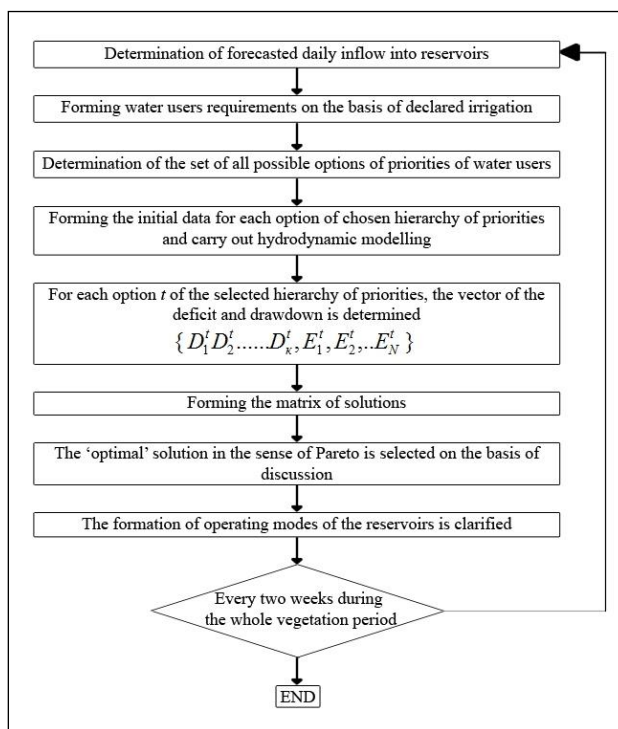 Determination of forecasted daily inflow into reservoirs
Forming water users requirements on the basis of declared irrigation
Determination of the set of all possible options of priorities of water users
Forming the initial data for each option of chosen hierarchy of priorities
and carry out hydrodynamic modelling
For each option t of the selected hierarchy of priorities, the vector of the
deficit and drawdown is determined
{ D₁ᵗ D₂ᵗ ...... Dₖᵗ, E₁ᵗ, E₂ᵗ, .. E_Nᵗ }
Forming the matrix of solutions
The ‘optimal’ solution in the sense of Pareto is selected on the basis of
discussion
The formation of operating modes of the reservoirs is clarified
Every two weeks during
the whole vegetation period
END